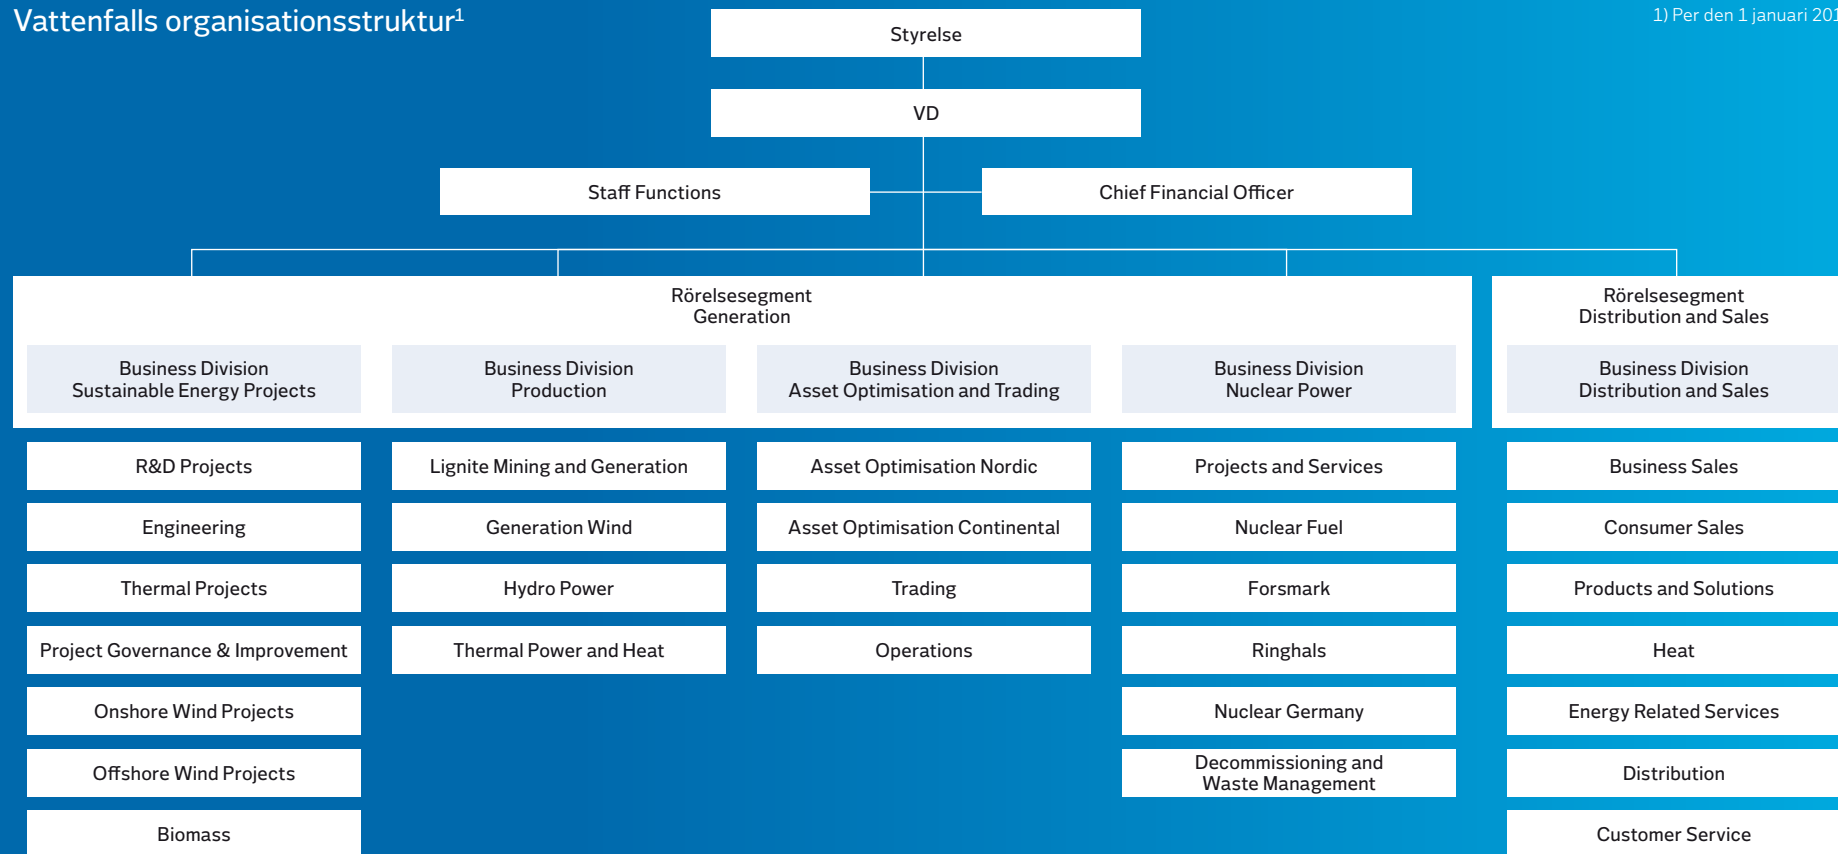 Vattenfalls organisationsstruktur¹
1) Per den 1 januari
Styrelse
VD
Staff Functions
Chief Financial Officer
Rörelsesegment
Generation
Rörelsesegment
Distribution and Sales
Business Division
Sustainable Energy Projects
Business Division
Production
Business Division
Asset Optimisation and Trading
Business Division
Nuclear Power
Business Division
Distribution and Sales
R&D Projects
Engineering
Thermal Projects
Project Governance & Improvement
Onshore Wind Projects
Offshore Wind Projects
Biomass
Lignite Mining and Generation
Generation Wind
Hydro Power
Thermal Power and Heat
Asset Optimisation Nordic
Asset Optimisation Continental
Trading
Operations
Projects and Services
Nuclear Fuel
Forsmark
Ringhals
Nuclear Germany
Decommissioning and
Waste Management
Business Sales
Consumer Sales
Products and Solutions
Heat
Energy Related Services
Distribution
Customer Service